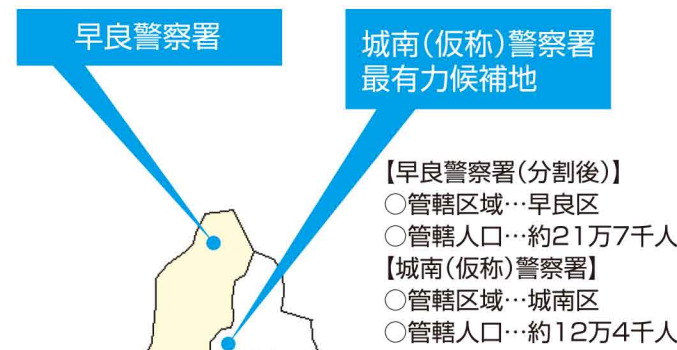 早良警察署
城南(仮称)警察署
最有力候補地
【早良警察署(分割後)】
○管轄区域…早良区
○管轄人口…約21万7千人
【城南(仮称)警察署】
○管轄区域…城南区
○管轄人口…約12万4千人